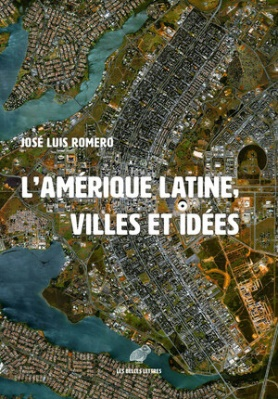 JOSÉ LUIS ROMERO
L'AMÉRIQUE LATINE,
VILLES ET IDÉES
LES BELLES LETTRES